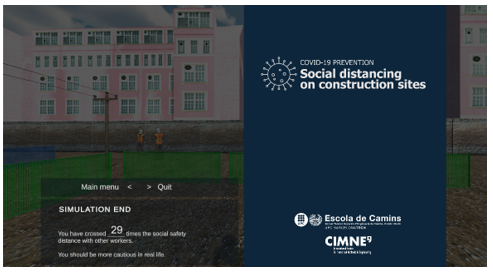 COVID-19 PREVENTION
Social distancing
on construction sites
Main menu < > Quit
SIMULATION END
You have crossed 29 times the social safety
distance with other workers.
You should be more cautious in real life.
Escola de Camins
CIMNE⁹